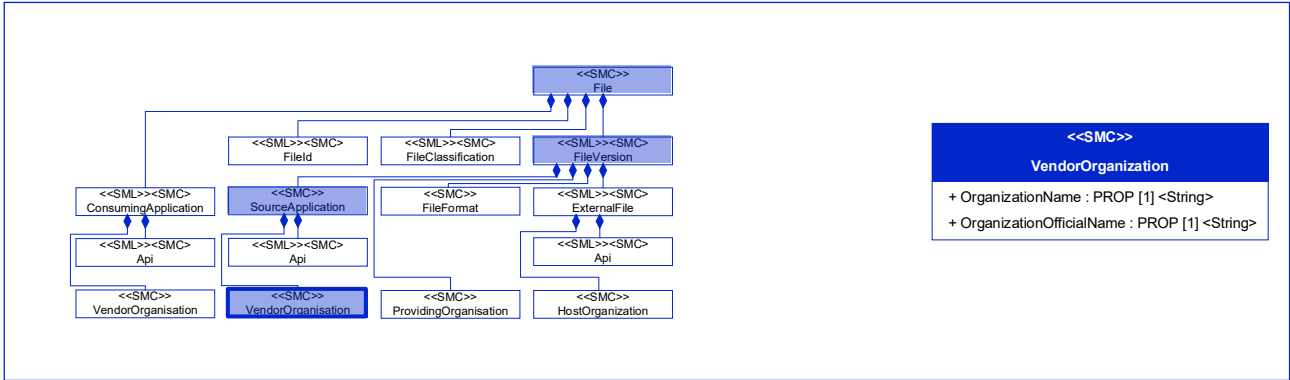 <<SMC>>
File
<<SML>><<SMC>
FileId
<<SML>><<SMC>
FileClassification
<<SML>><<SMC>
FileVersion
<<SML>><<SMC>
ConsumingApplication
<<SMC>>
SourceApplication
<<SML>><<SMC>
FileFormat
<<SML>><<SMC>
ExternalFile
<<SML>><<SMC>
Api
<<SML>><<SMC>
Api
<<SML>><<SMC>
Api
<<SMC>>
VendorOrganisation
<<SMC>>
VendorOrganisation
<<SMC>>
ProvidingOrganisation
<<SMC>>
HostOrganization
<<SMC>>
VendorOrganization
+ OrganizationName : PROP [1] <String>
+ OrganizationOfficialName : PROP [1] <String>